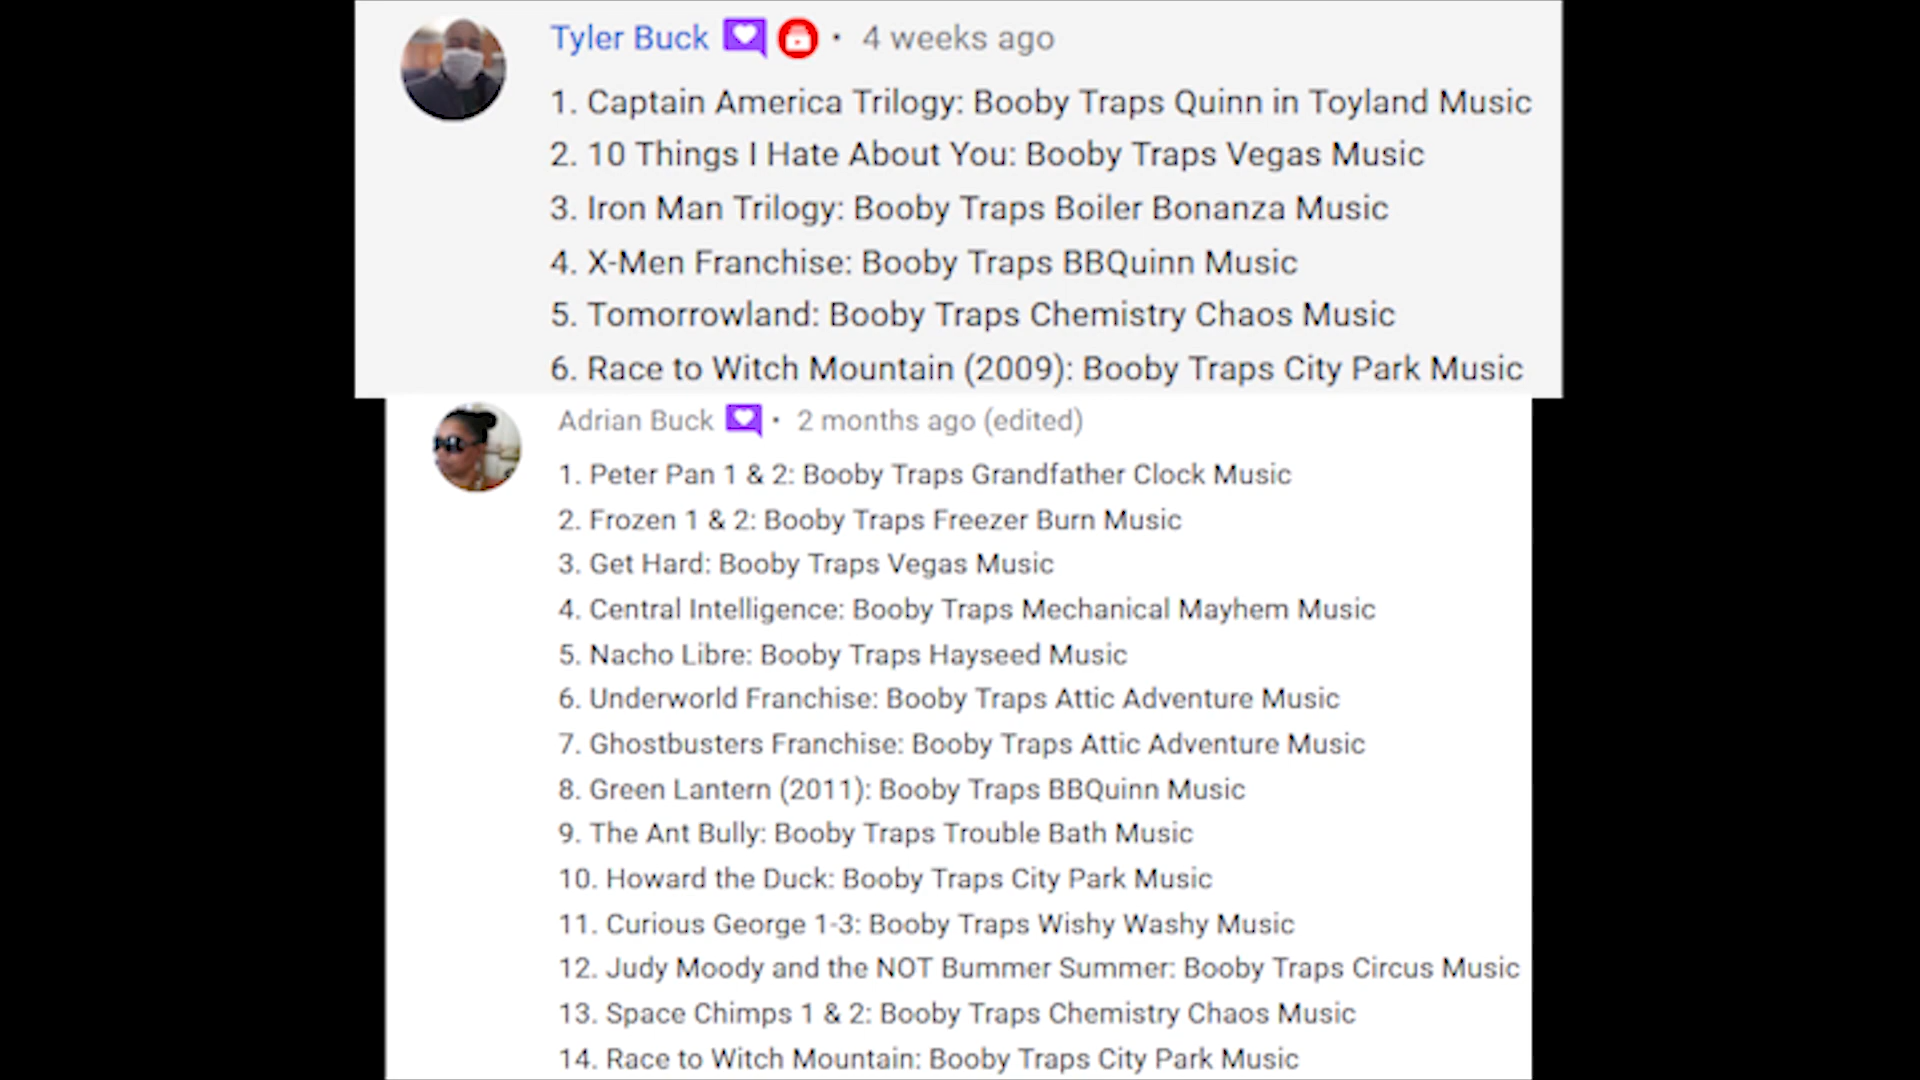 Tyler Buck • 4 weeks ago
1. Captain America Trilogy: Booby Traps Quinn in Toyland Music
2. 10 Things I Hate About You: Booby Traps Vegas Music
3. Iron Man Trilogy: Booby Traps Boiler Bonanza Music
4. X-Men Franchise: Booby Traps BBQuinn Music
5. Tomorrowland: Booby Traps Chemistry Chaos Music
6. Race to Witch Mountain (2009): Booby Traps City Park Music
Adrian Buck • 2 months ago (edited)
1. Peter Pan 1 & 2: Booby Traps Grandfather Clock Music
2. Frozen 1 & 2: Booby Traps Freezer Burn Music
3. Get Hard: Booby Traps Vegas Music
4. Central Intelligence: Booby Traps Mechanical Mayhem Music
5. Nacho Libre: Booby Traps Hayseed Music
6. Underworld Franchise: Booby Traps Attic Adventure Music
7. Ghostbusters Franchise: Booby Traps Attic Adventure Music
8. Green Lantern (2011): Booby Traps BBQuinn Music
9. The Ant Bully: Booby Traps Trouble Bath Music
10. Howard the Duck: Booby Traps City Park Music
11. Curious George 1-3: Booby Traps Wishy Washy Music
12. Judy Moody and the NOT Bummer Summer: Booby Traps Circus Music
13. Space Chimps 1 & 2: Booby Traps Chemistry Chaos Music
14. Race to Witch Mountain: Booby Traps City Park Music